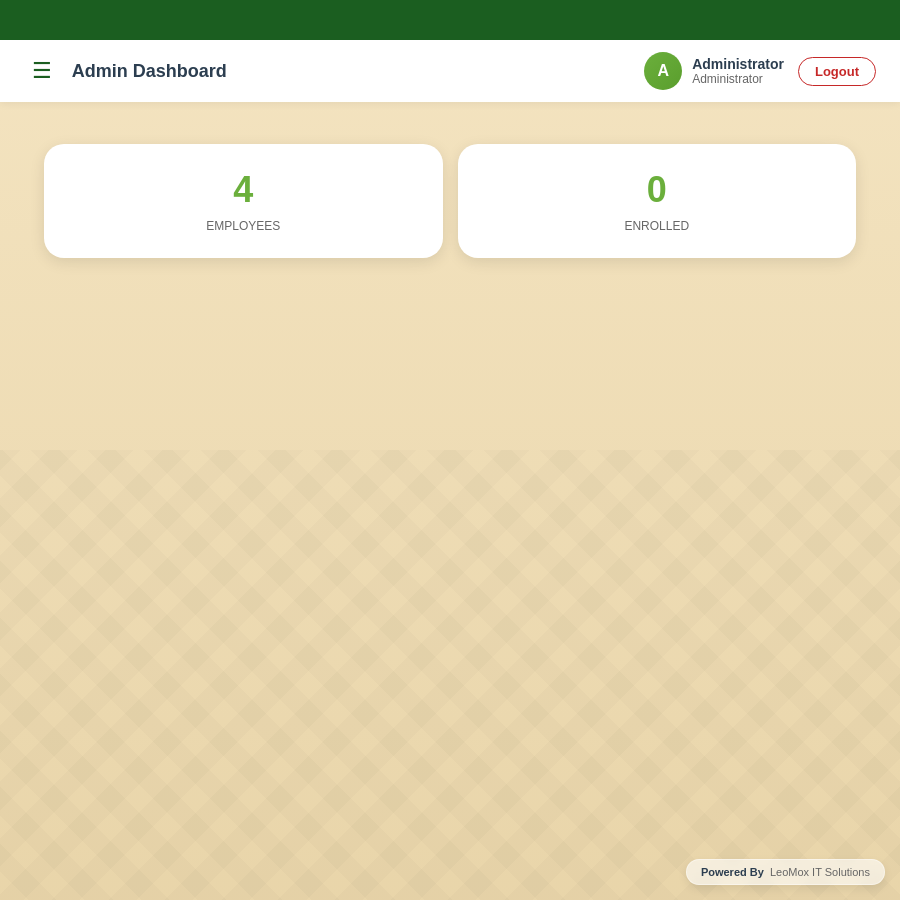 ☰ Admin Dashboard
A
Administrator
Administrator
Logout
4
EMPLOYEES
0
ENROLLED
Powered By LeoMox IT Solutions